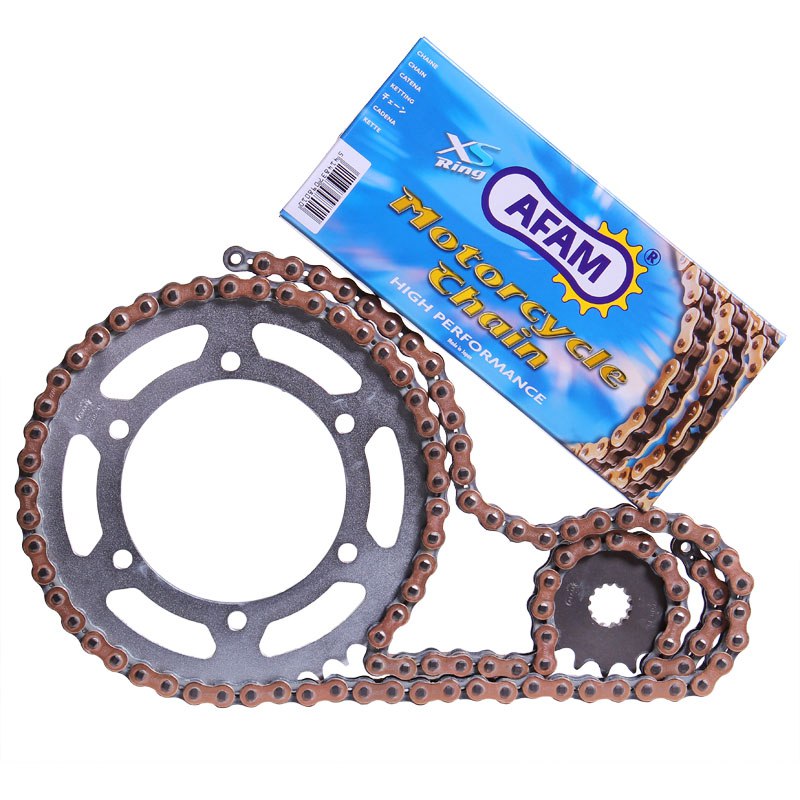 CHAINE
CHAIN
CATENA
KETTING
チェーン
CADENA
KETTE
XS
Ring
AFAM
®
Motorcycle
Chain
HIGH PERFORMANCE
Made in Japan